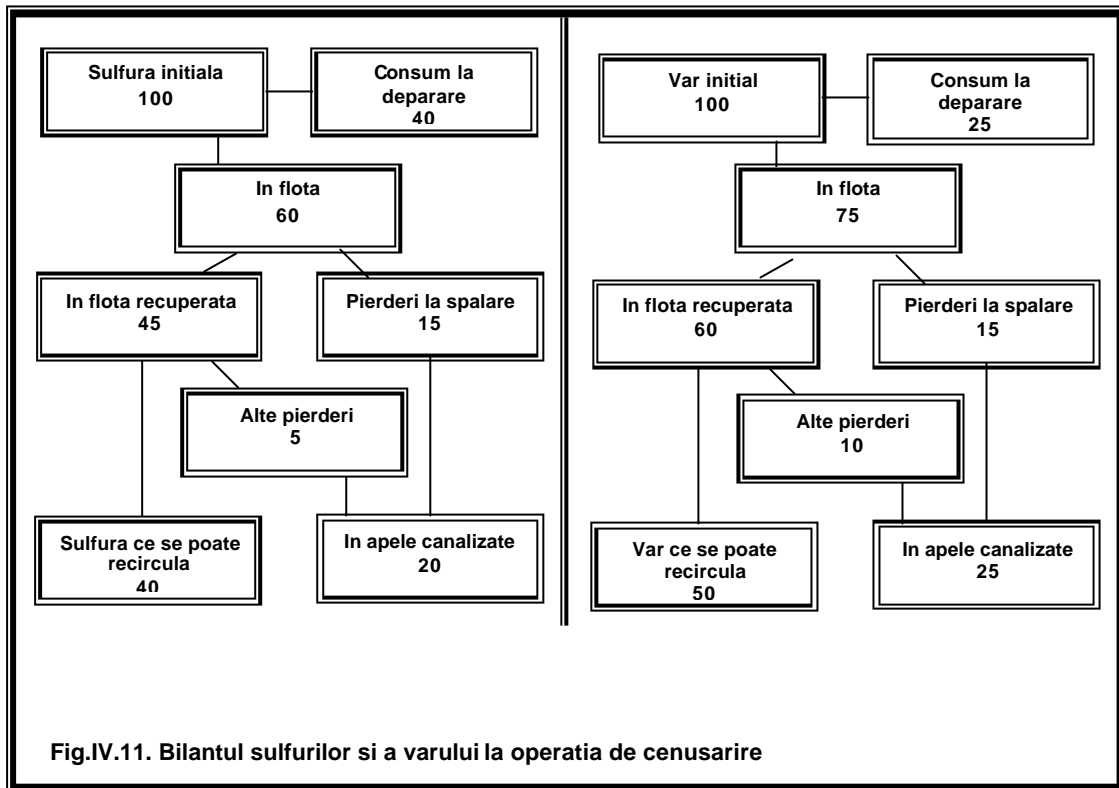 Sulfura initiala
100
Consum la
deparare
40
In flota
60
In flota recuperata
45
Pierderi la spalare
15
Alte pierderi
5
Sulfura ce se poate
recircula
40
In apele canalizate
20
Var initial
100
Consum la
deparare
25
In flota
75
In flota recuperata
60
Pierderi la spalare
15
Alte pierderi
10
Var ce se poate
recircula
50
In apele canalizate
25
Fig.IV.11. Bilantul sulfurilor si a varului la operatia de cenusarire